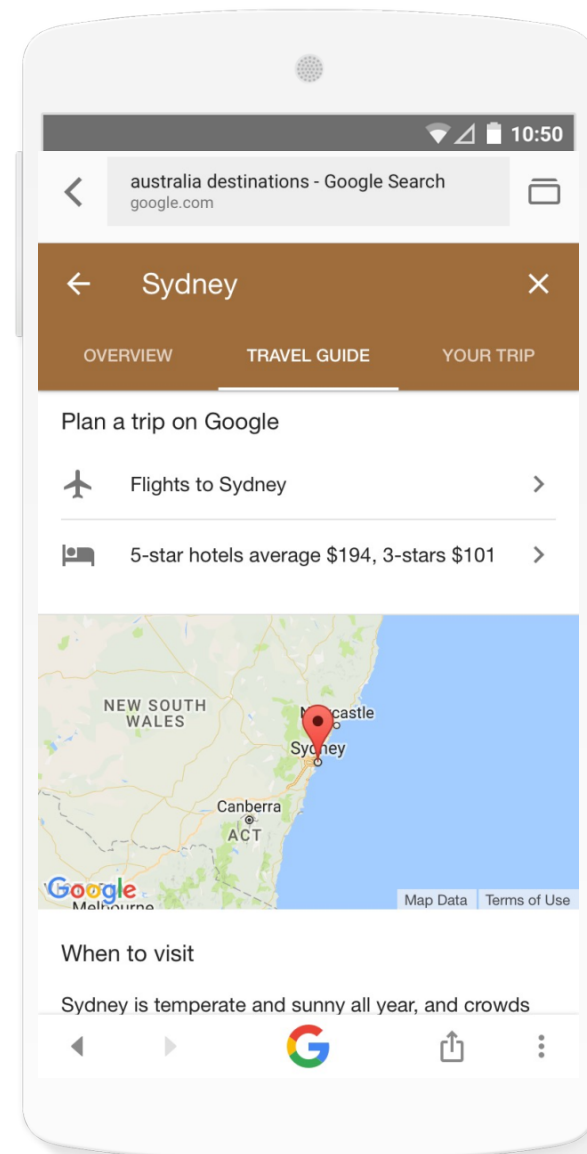 10:50
australia destinations - Google Search
google.com
Sydney
OVERVIEW TRAVEL GUIDE YOUR TRIP
Plan a trip on Google
Flights to Sydney
5-star hotels average $194, 3-stars $101
NEW SOUTH
WALES
Newcastle
Sydney
Canberra
ACT
Google
Melbourne
Map Data Terms of Use
When to visit
Sydney is temperate and sunny all year, and crowds
G